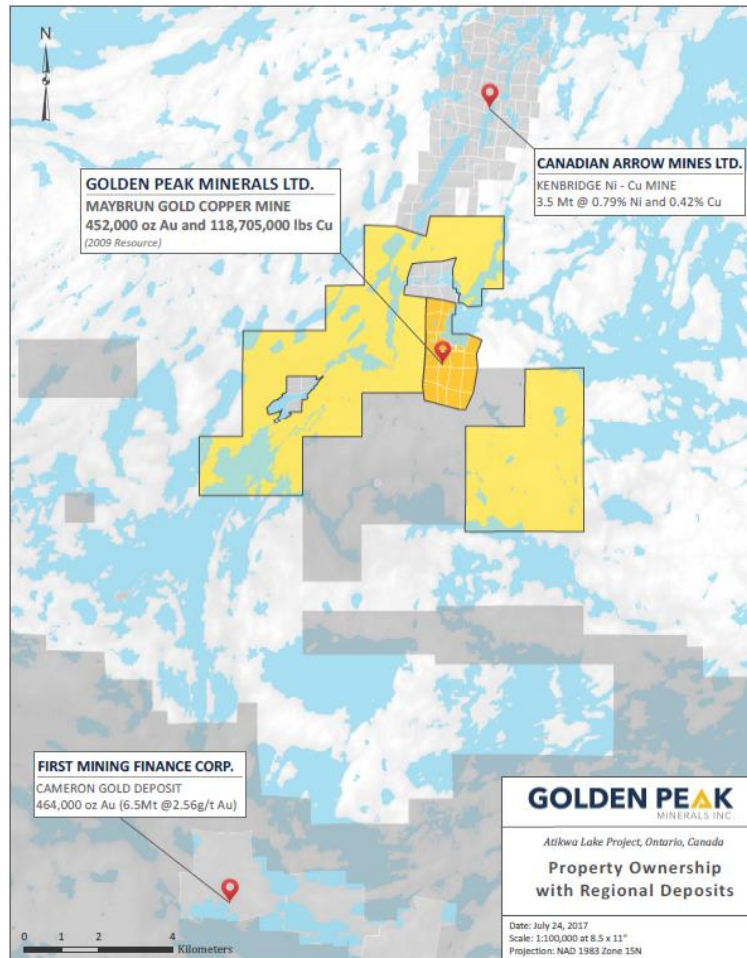 N
CANADIAN ARROW MINES LTD.
KENBRIDGE Ni - Cu MINE
3.5 Mt @ 0.79% Ni and 0.42% Cu
GOLDEN PEAK MINERALS LTD.
MAYBRUN GOLD COPPER MINE
452,000 oz Au and 118,705,000 lbs Cu
(2009 Resource)
FIRST MINING FINANCE CORP.
CAMERON GOLD DEPOSIT
464,000 oz Au (6.5Mt @2.56g/t Au)
0 1 2 4
Kilometers
GOLDEN PEAK
MINERALS INC.
Atikwa Lake Project, Ontario, Canada
Property Ownership
with Regional Deposits
Date: July 24, 2017
Scale: 1:100,000 at 8.5 x 11"
Projection: NAD 1983 Zone 15N